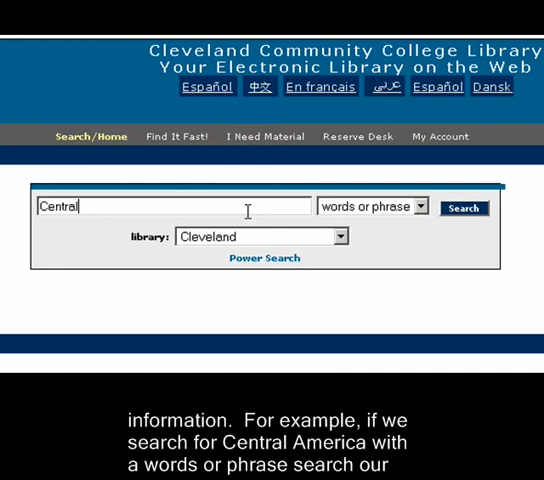 Cleveland Community College Library
Your Electronic Library on the Web
Español 中文 En français عربي Español Dansk
Search/Home Find It Fast! I Need Material Reserve Desk My Account
Central words or phrase Search
library: Cleveland
Power Search
information. For example, if we
search for Central America with
a words or phrase search our